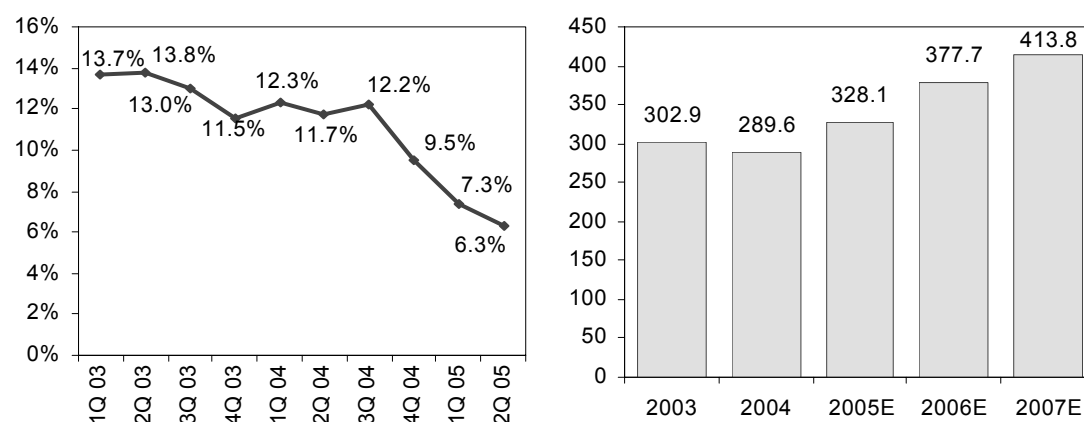 16%
14%
12%
10%
8%
6%
4%
2%
0%
13.7%
13.8%
13.0%
11.5%
12.3%
11.7%
12.2%
9.5%
7.3%
6.3%
1Q 03
2Q 03
3Q 03
4Q 03
1Q 04
2Q 04
3Q 04
4Q 04
1Q 05
2Q 05
450
400
350
300
250
200
150
100
50
0
302.9
289.6
328.1
377.7
413.8
2003
2004
2005E
2006E
2007E